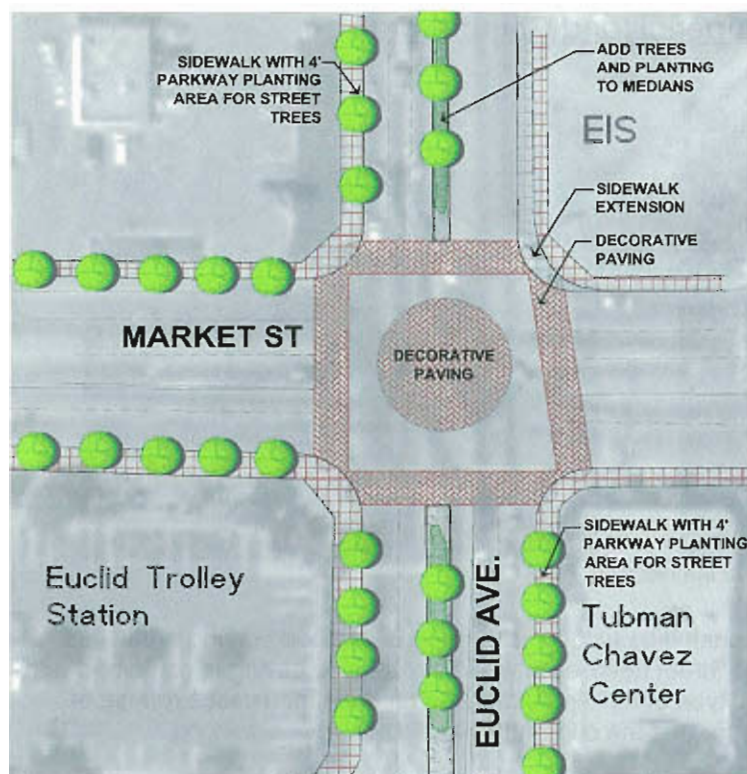 SIDEWALK WITH 4'
PARKWAY PLANTING
AREA FOR STREET
TREES
ADD TREES
AND PLANTING
TO MEDIANS
EIS
SIDEWALK
EXTENSION
DECORATIVE
PAVING
MARKET ST
DECORATIVE
PAVING
EUCLID AVE.
SIDEWALK WITH 4'
PARKWAY PLANTING
AREA FOR STREET
TREES
Euclid Trolley
Station
Tubman
Chavez
Center